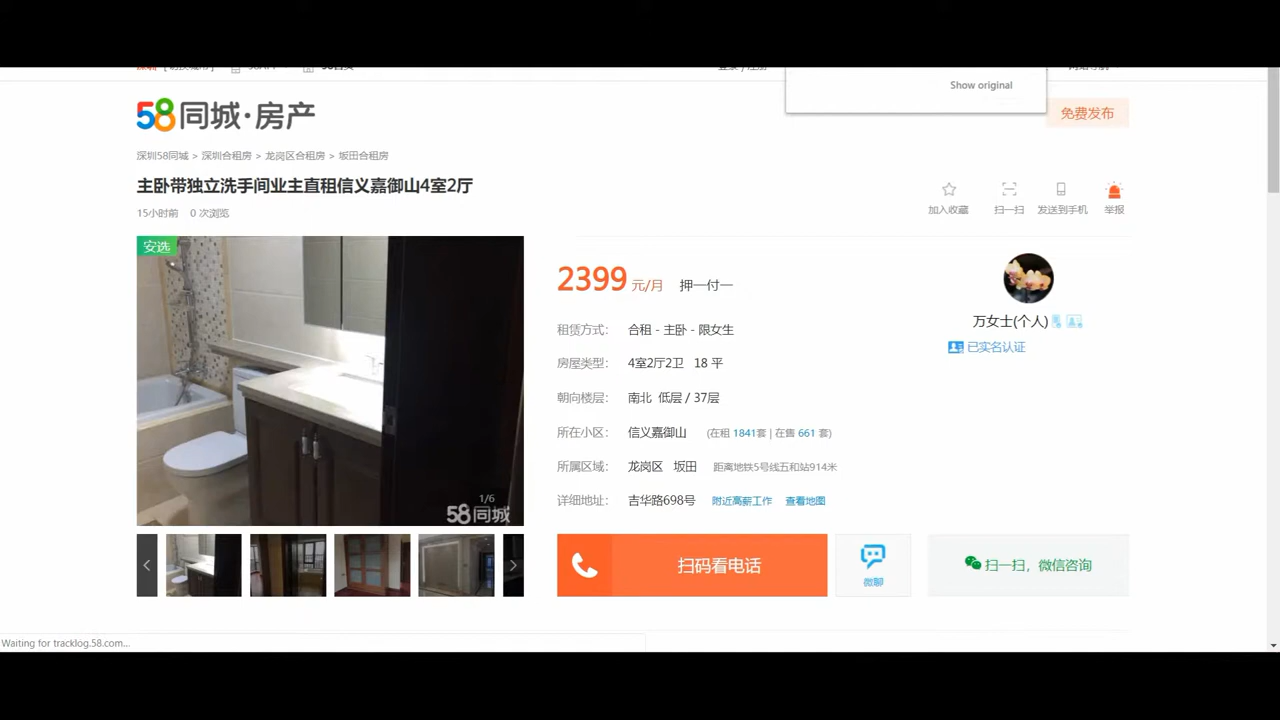 Show original
58同城·房产
免费发布
深圳58同城 > 深圳合租房 > 龙岗区合租房 > 坂田合租房
主卧带独立洗手间业主直租信义嘉御山4室2厅
15小时前 0 次浏览
加入收藏 扫一扫 发送到手机 举报
安选
2399 元/月 押一付一
租赁方式： 合租 - 主卧 - 限女生
房屋类型： 4室2厅2卫 18 平
朝向楼层： 南北 低层 / 37层
所在小区： 信义嘉御山 (在租 1841套 | 在售 661 套)
所属区域： 龙岗区 坂田 距离地铁5号线五和站914米
详细地址： 吉华路698号 附近高薪工作 查看地图
万女士(个人)
已实名认证
1/6
58同城
扫码看电话
微聊
扫一扫，微信咨询
Waiting for tracklog.58.com...